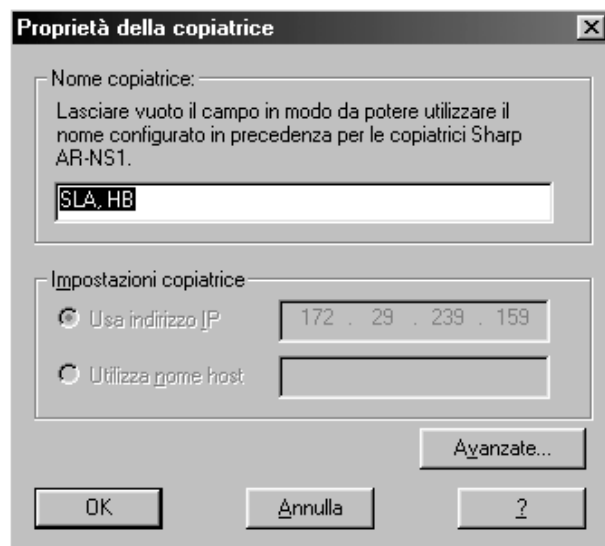 Proprietà della copiatrice
Nome copiatrice:
Lasciare vuoto il campo in modo da potere utilizzare il
nome configurato in precedenza per le copiatrici Sharp
AR-NS1.
SLA, HB
Impostazioni copiatrice
Usa indirizzo IP 172 . 29 . 239 . 159
Utilizza nome host
Avanzate...
OK Annulla ?